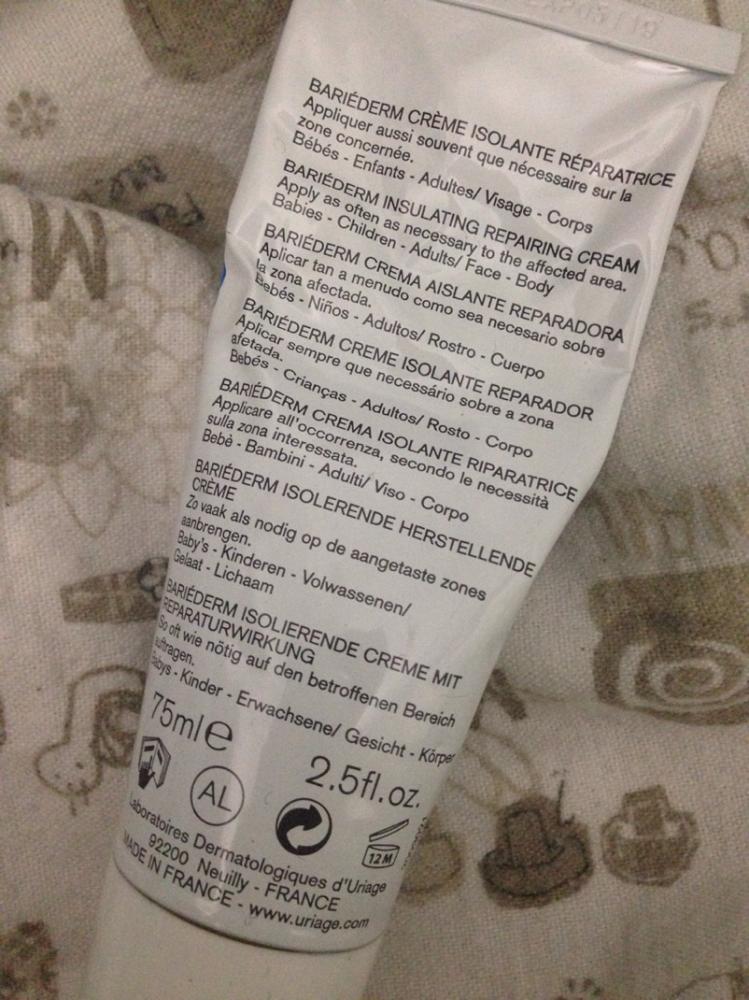 BARIÉDERM CRÈME ISOLANTE RÉPARATRICE
Appliquer aussi souvent que nécessaire sur la
zone concernée.
Bébés - Enfants - Adultes/ Visage - Corps
BARIÉDERM INSULATING REPAIRING CREAM
Apply as often as necessary to the affected area.
Babies - Children - Adults/ Face - Body
BARIÉDERM CREMA AISLANTE REPARADORA
Aplicar tan a menudo como sea necesario sobre
la zona afectada.
Bebés - Niños - Adultos/ Rostro - Cuerpo
BARIÉDERM CREME ISOLANTE REPARADOR
Aplicar sempre que necessário sobre a zona
afetada.
Bebés - Crianças - Adultos/ Rosto - Corpo
BARIÉDERM CREMA ISOLANTE RIPARATRICE
Applicare all'occorrenza, secondo le necessità
sulla zona interessata.
Bebè - Bambini - Adulti/ Viso - Corpo
BARIÉDERM ISOLERENDE HERSTELLENDE
CRÈME
Zo vaak als nodig op de aangetaste zones
aanbrengen.
Baby's - Kinderen - Volwassenen/
Gelaat - Lichaam
BARIÉDERM ISOLIERENDE CREME MIT
REPARATURWIRKUNG
So oft wie nötig auf den betroffenen Bereich
auftragen.
Babys - Kinder - Erwachsene/ Gesicht - Körper
75ml e
2.5fl.oz.
AL
12 M
Laboratoires Dermatologiques d'Uriage
92200 Neuilly - FRANCE
MADE IN FRANCE - www.uriage.com